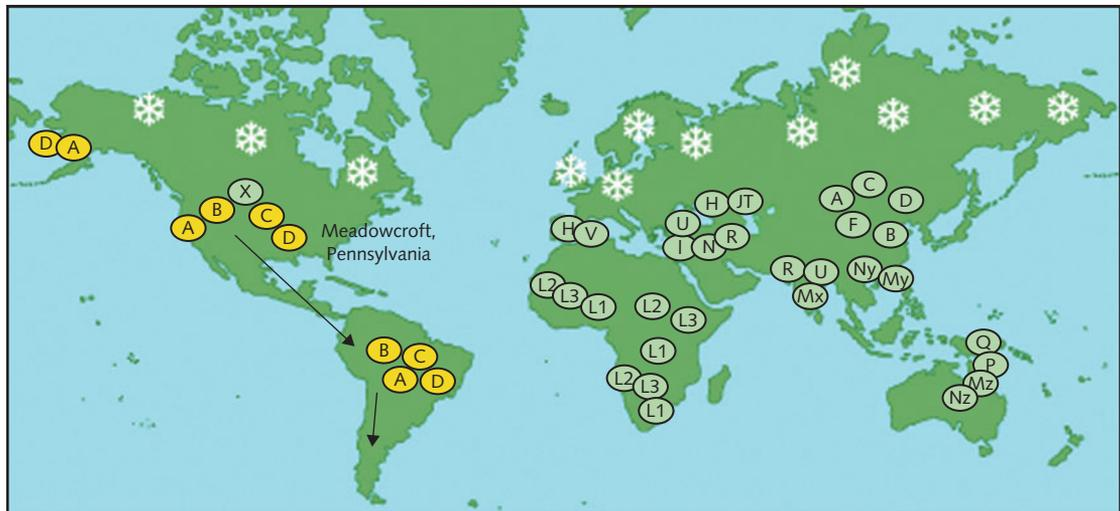 D A
X
B
A
C
D
Meadowcroft,
Pennsylvania
B C
A D
H V
H JT
U
I N R
L2
L3
L1
L2
L3
L1
L2
L3
L1
C
A
D
F
B
R U
Mx
Ny
My
Q
P
Mz
Nz